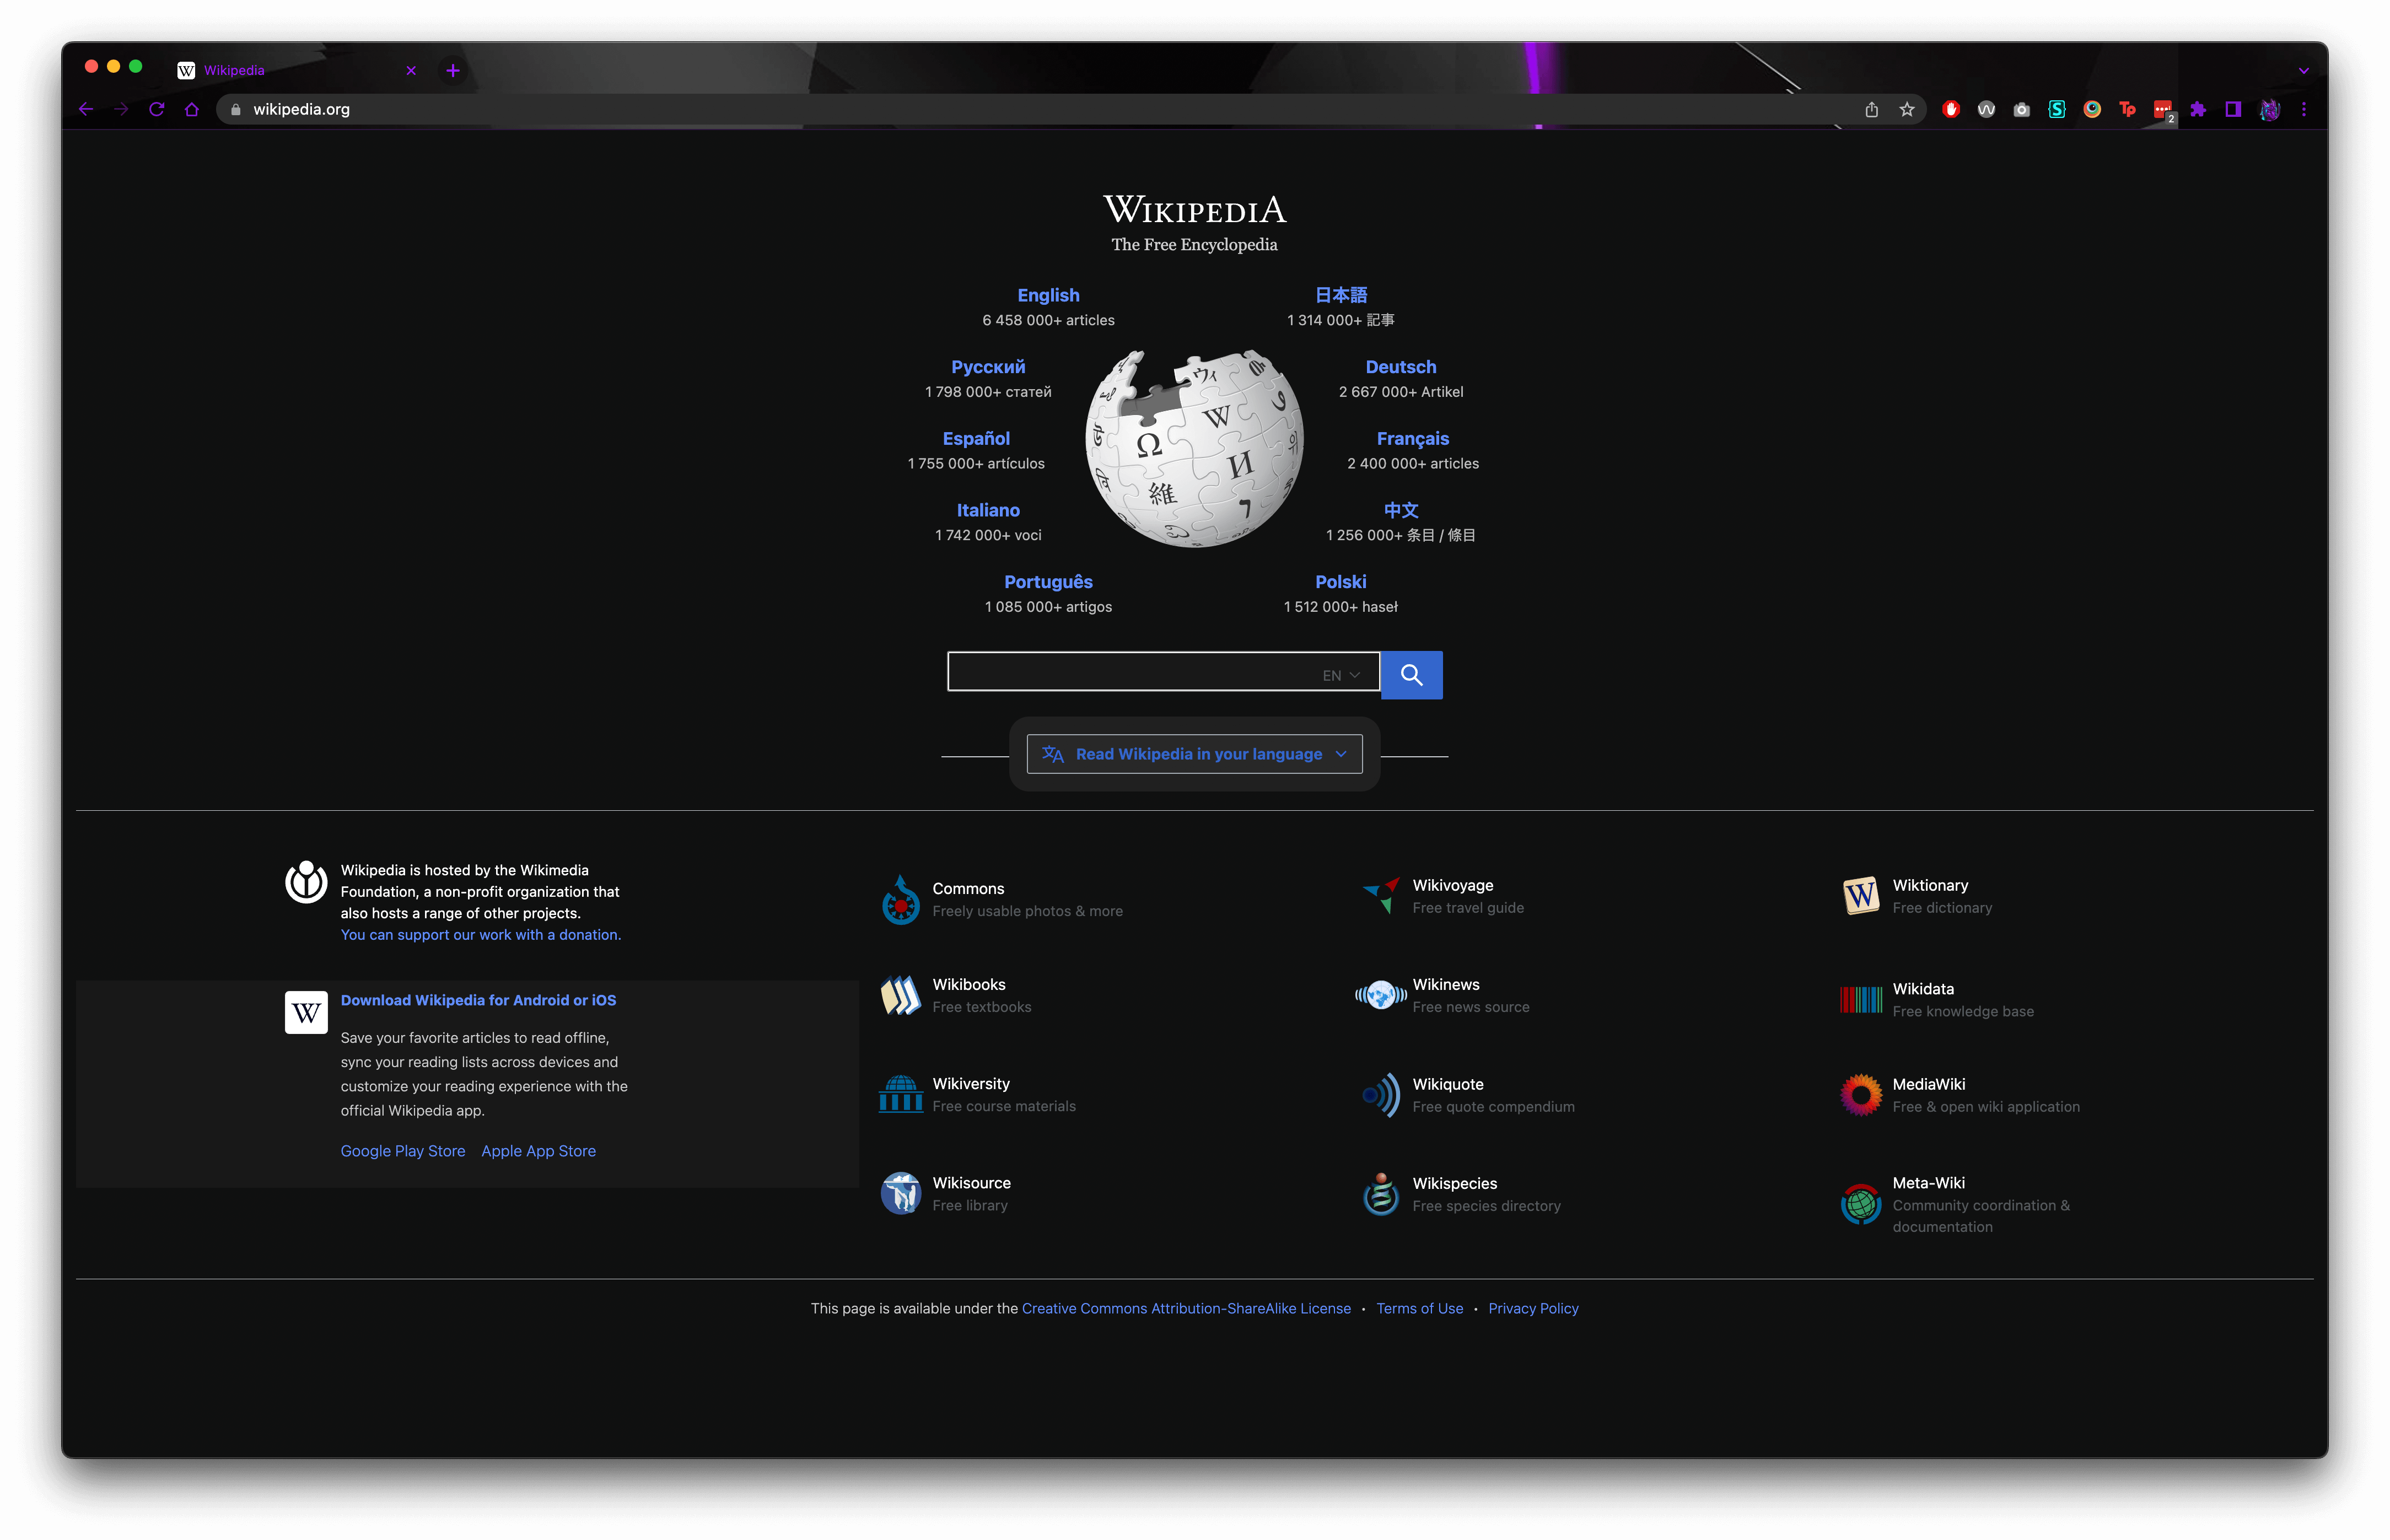 Wikipedia
wikipedia.org
2
WIKIPEDIA
The Free Encyclopedia
English
6 458 000+ articles
日本語
1 314 000+ 記事
Русский
1 798 000+ статей
Deutsch
2 667 000+ Artikel
Español
1 755 000+ artículos
Français
2 400 000+ articles
Italiano
1 742 000+ voci
中文
1 256 000+ 条目 / 條目
Português
1 085 000+ artigos
Polski
1 512 000+ haseł
Ω
W
И
維
ウィ
EN
Read Wikipedia in your language
Wikipedia is hosted by the Wikimedia
Foundation, a non-profit organization that
also hosts a range of other projects.
You can support our work with a donation.
W
Download Wikipedia for Android or iOS
Save your favorite articles to read offline,
sync your reading lists across devices and
customize your reading experience with the
official Wikipedia app.
Google Play Store Apple App Store
Commons
Freely usable photos & more
Wikivoyage
Free travel guide
W
Wiktionary
Free dictionary
Wikibooks
Free textbooks
Wikinews
Free news source
Wikidata
Free knowledge base
Wikiversity
Free course materials
Wikiquote
Free quote compendium
MediaWiki
Free & open wiki application
Wikisource
Free library
Wikispecies
Free species directory
Meta-Wiki
Community coordination &
documentation
This page is available under the Creative Commons Attribution-ShareAlike License • Terms of Use • Privacy Policy